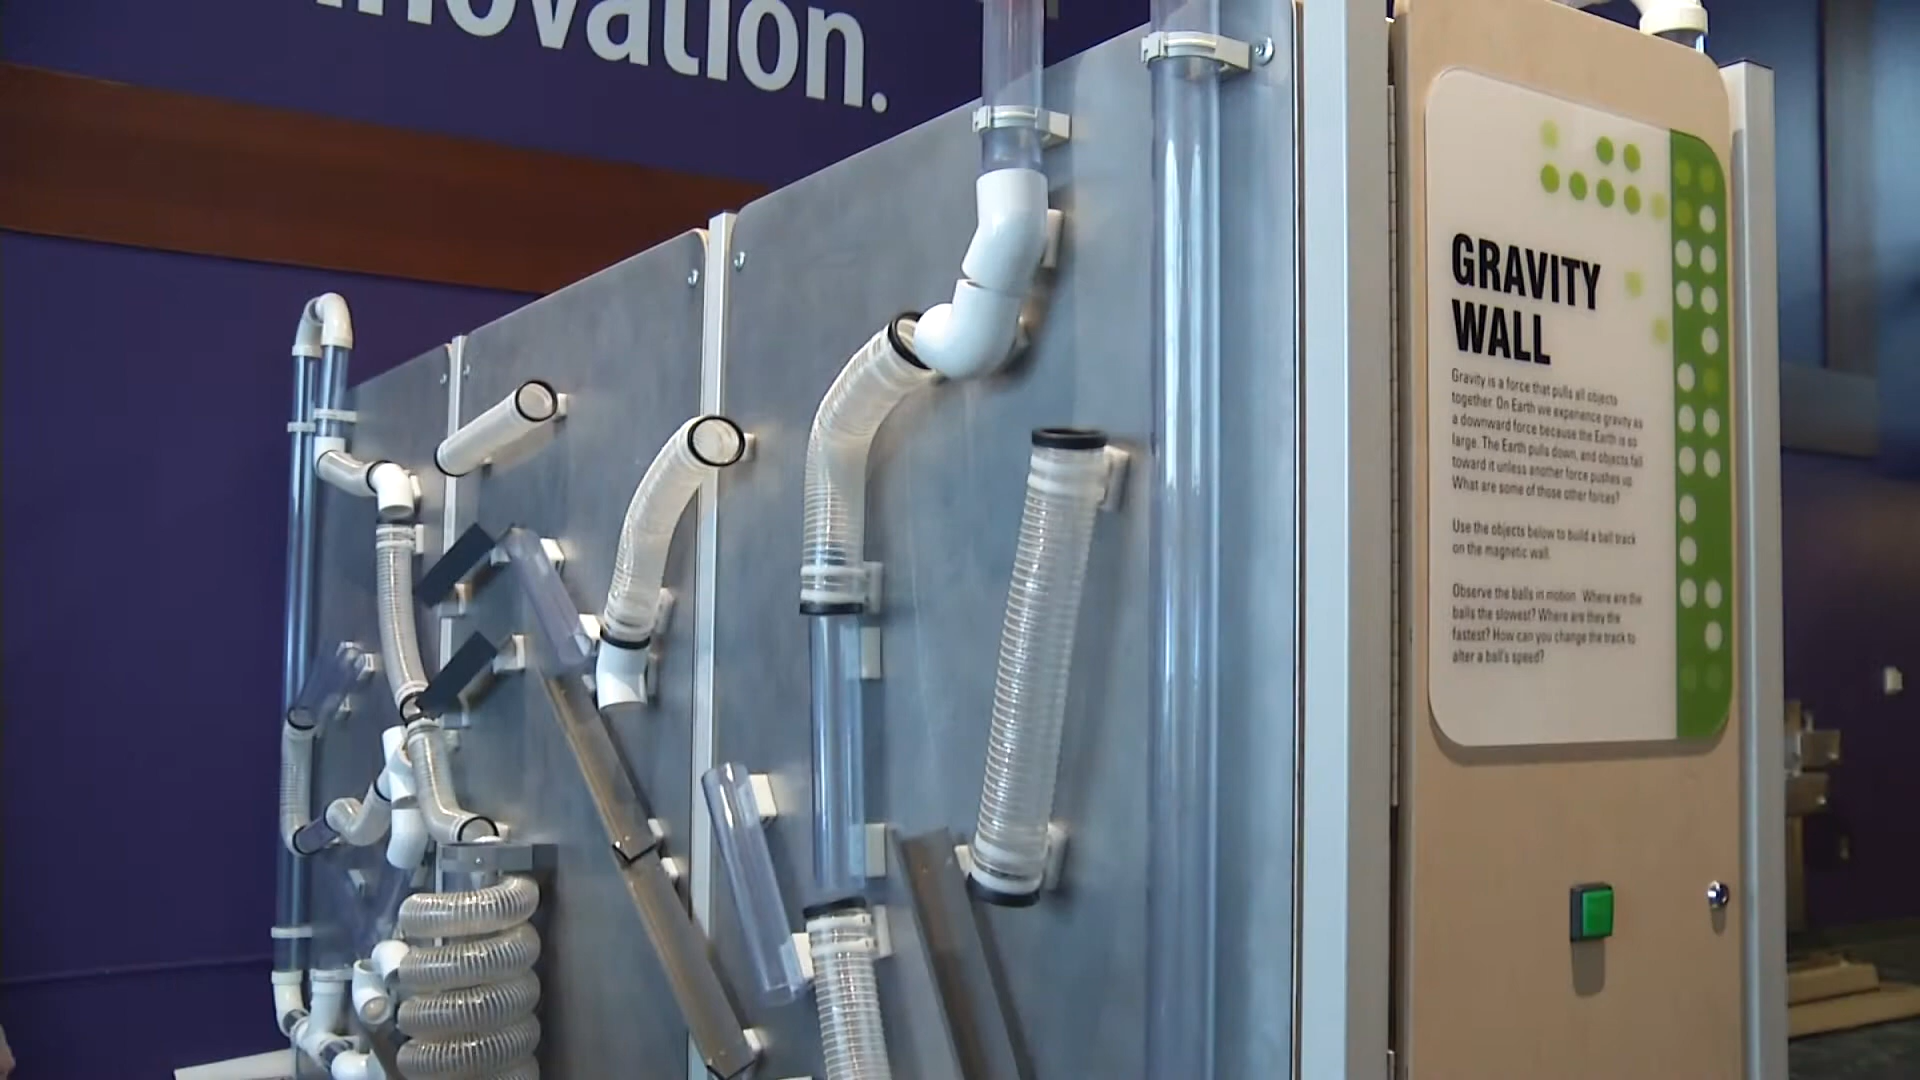 novation.
GRAVITY
WALL
Gravity is a force that pulls all objects
together. On Earth we experience gravity as
a downward force because the Earth is so
large. The Earth pulls down, and objects fall
toward it unless another force pushes up.
What are some of those other forces?
Use the objects below to build a ball track
on the magnetic wall.
Observe the balls in motion. Where are the
balls the slowest? Where are they the
fastest? How can you change the track to
alter a ball's speed?